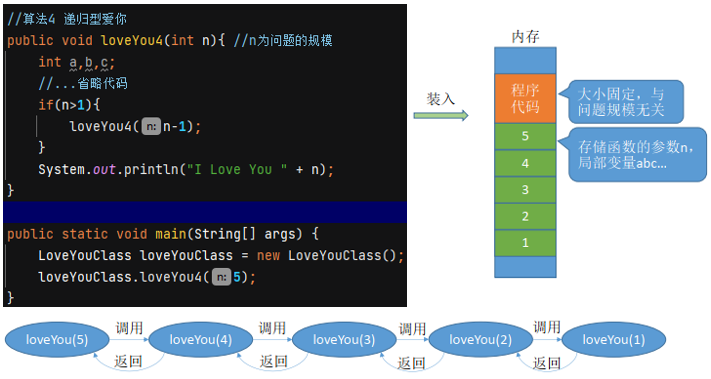 //算法4 递归型爱你
public void loveYou4(int n){ //n为问题的规模
int a,b,c;
//...省略代码
if(n>1){
loveYou4( n: n-1);
}
System.out.println("I Love You " + n);
}
public static void main(String[] args) {
LoveYouClass loveYouClass = new LoveYouClass();
loveYouClass.loveYou4( n: 5);
}
装入
内存
程序
代码
5
4
3
2
1
大小固定，与
问题规模无关
存储函数的参数n，
局部变量abc...
loveYou(5)
调用
返回
loveYou(4)
调用
返回
loveYou(3)
调用
返回
loveYou(2)
调用
返回
loveYou(1)